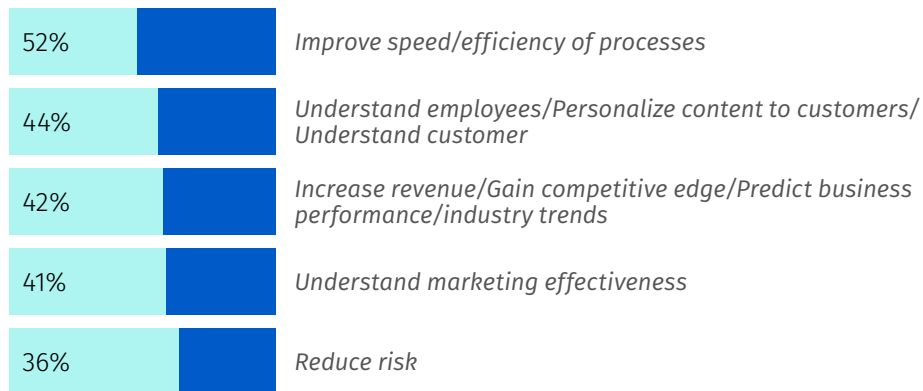 52%
Improve speed/efficiency of processes
44%
Understand employees/Personalize content to customers/
Understand customer
42%
Increase revenue/Gain competitive edge/Predict business
performance/industry trends
41%
Understand marketing effectiveness
36%
Reduce risk